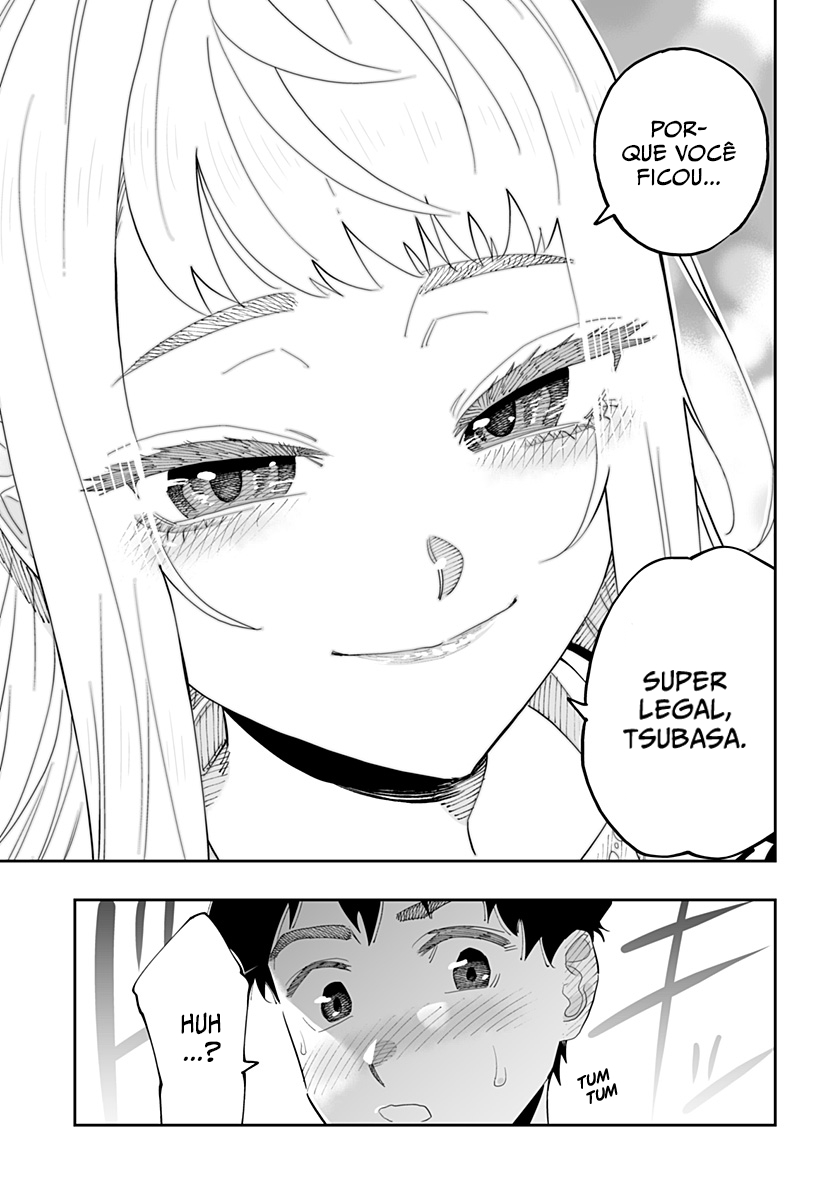 POR-
QUE VOCÊ
FICOU...
SUPER
LEGAL,
TSUBASA.
HUH
...?
TUM
TUM